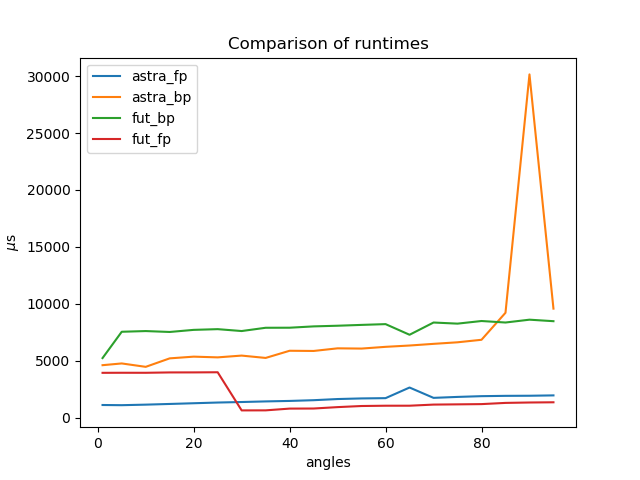 Comparison of runtimes
astra_fp
astra_bp
fut_bp
fut_fp
30000
25000
20000
15000
10000
5000
0
μs
0 20 40 60 80
angles